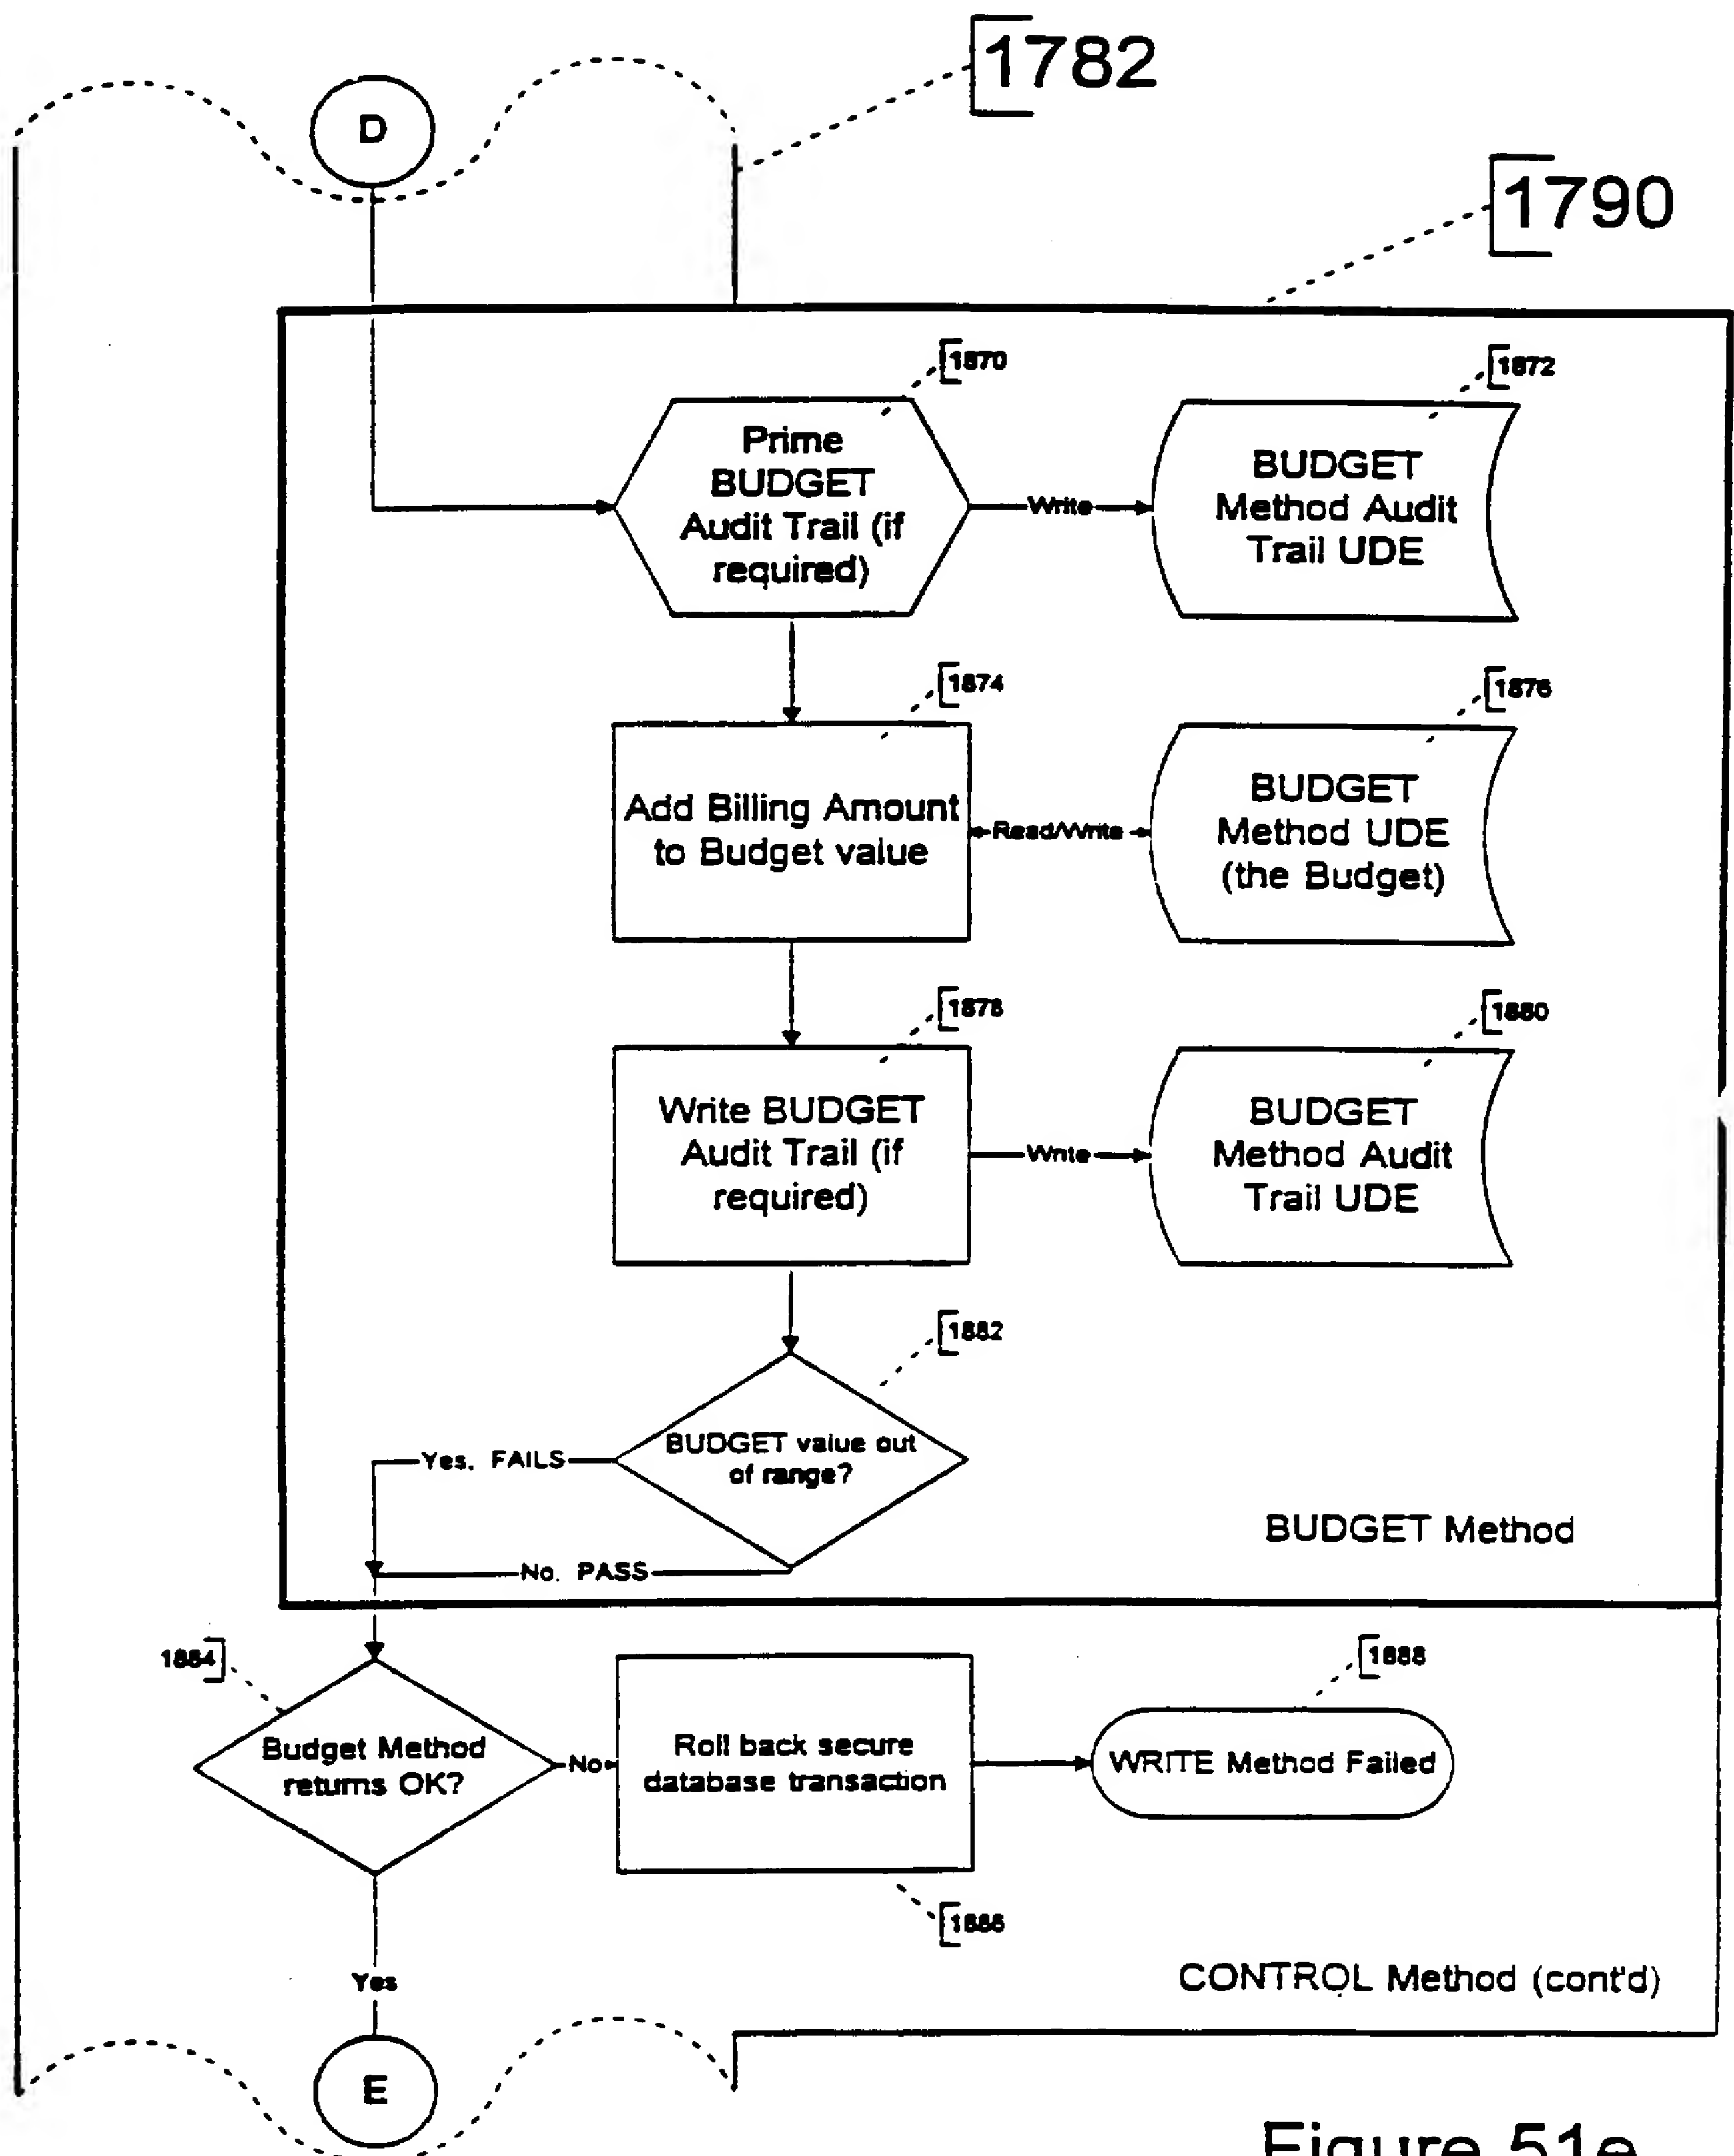 1782
D
1790
1870
1872
Prime
BUDGET
Audit Trail (if
required)
Write
BUDGET
Method Audit
Trail UDE
1874
1876
Add Billing Amount
to Budget value
Read/Write
BUDGET
Method UDE
(the Budget)
1878
1880
Write BUDGET
Audit Trail (if
required)
Write
BUDGET
Method Audit
Trail UDE
1882
BUDGET value out
of range?
Yes, FAILS
No, PASS
BUDGET Method
1884
1888
Budget Method
returns OK?
No
Roll back secure
database transaction
WRITE Method Failed
1886
Yes
CONTROL Method (cont'd)
E
Figure 51e